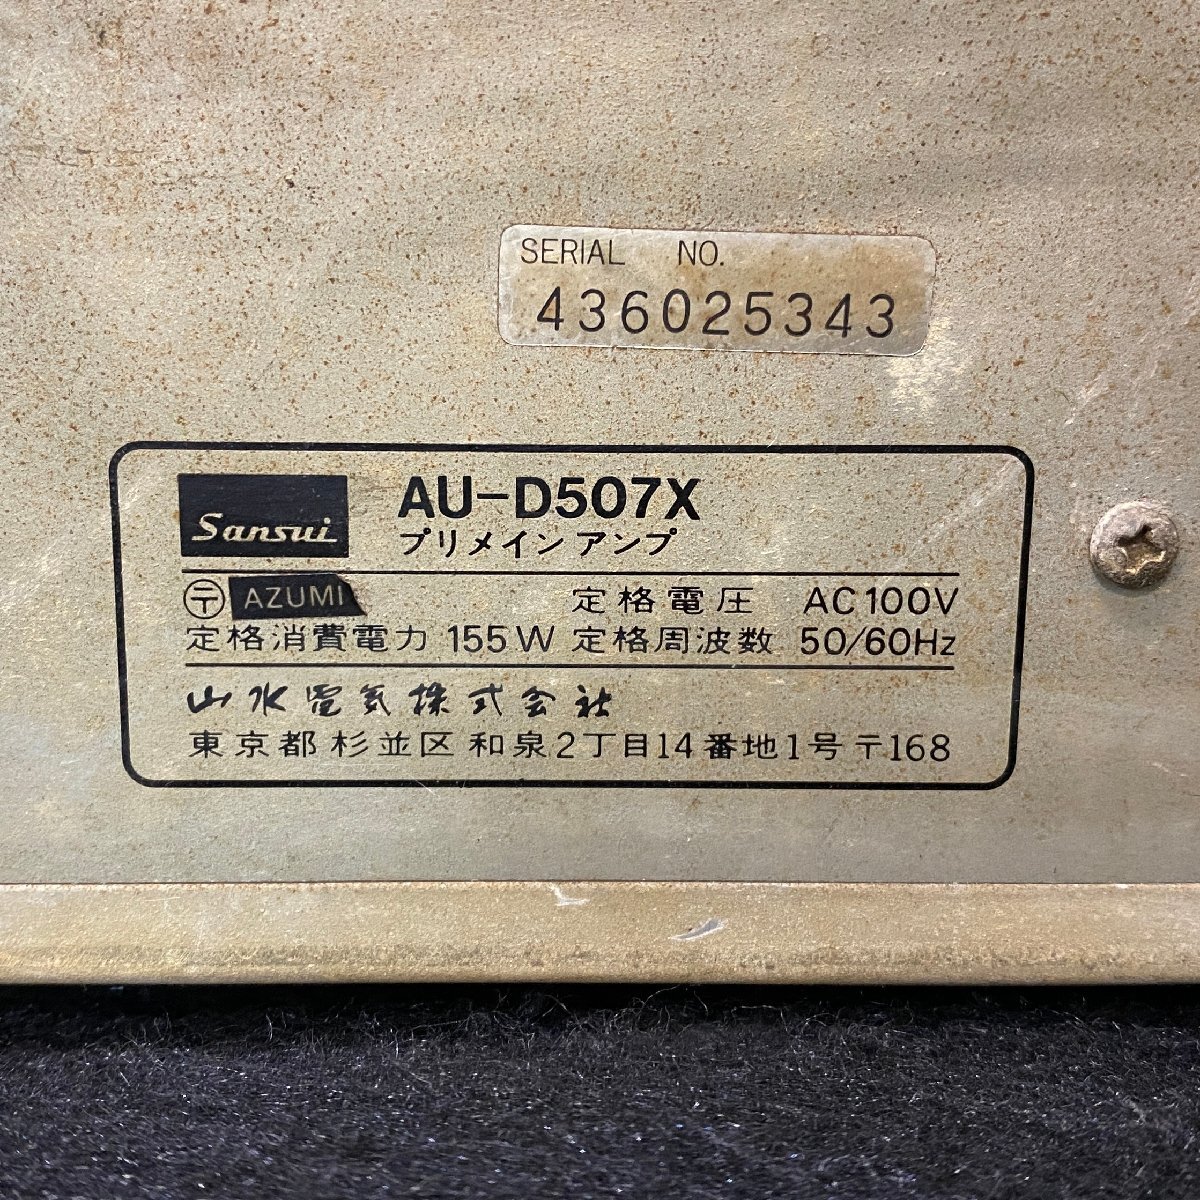 SERIAL NO.
436025343
Sansui
AU-D507X
プリメインアンプ
〶 AZUMI 定格電圧 AC100V
定格消費電力 155W 定格周波数 50/60Hz
山水電気株式会社
東京都杉並区和泉2丁目14番地1号〒168